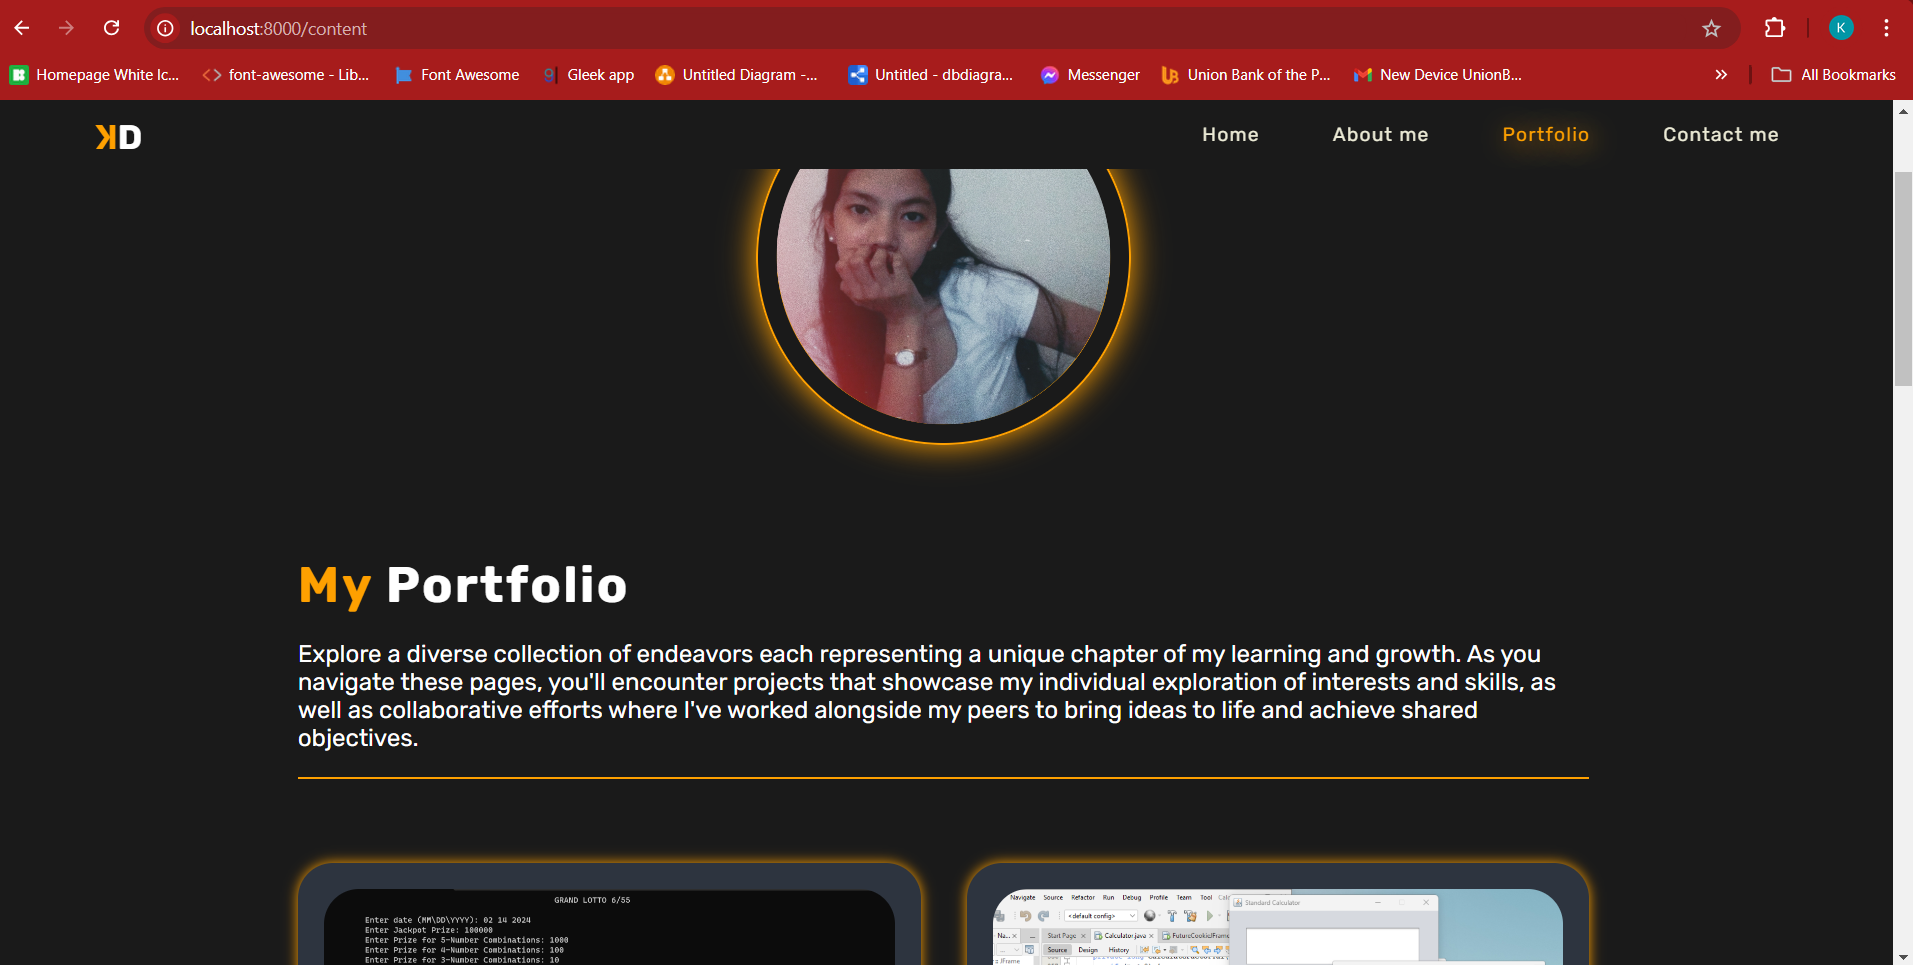 localhost:8000/content
K
Homepage White Ic...
font-awesome - Lib...
Font Awesome
Gleek app
Untitled Diagram -...
Untitled - dbdiagra...
Messenger
Union Bank of the P...
New Device UnionB...
»
All Bookmarks
KD
Home
About me
Portfolio
Contact me
My Portfolio
Explore a diverse collection of endeavors each representing a unique chapter of my learning and growth. As you
navigate these pages, you'll encounter projects that showcase my individual exploration of interests and skills, as
well as collaborative efforts where I've worked alongside my peers to bring ideas to life and achieve shared
objectives.
GRAND LOTTO 6/55
Enter date (MM\DD\YYYY): 02 14 2024
Enter Jackpot Prize: 100000
Enter Prize for 5-Number Combinations: 1000
Enter Prize for 4-Number Combinations: 100
Enter Prize for 3-Number Combinations: 10
Navigate Source Refactor Run Debug Profile Team Tool
Standard Calculator
<default config>
Na... Start Page Calculator.java FutureCookieJFrame
Source Design History
JFrame